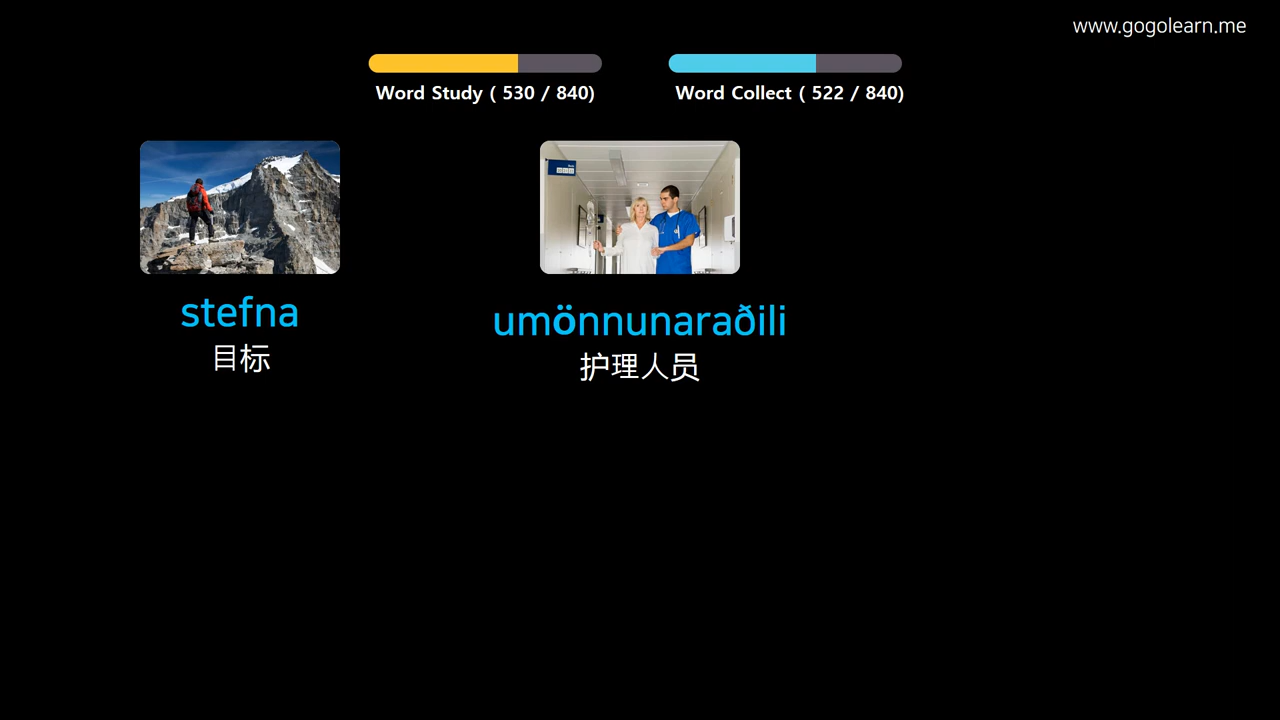 www.gogolearn.me
Word Study ( 530 / 840)
Word Collect ( 522 / 840)
stefna
目标
umönnunaraðili
护理人员